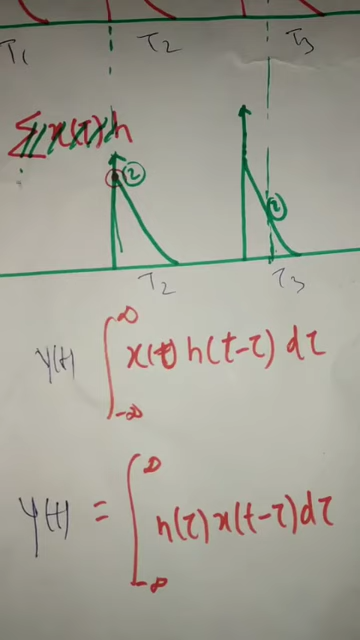 T1 T2 T3
∑x(τ)h
② ②
T2 T3
y(t) ∫_{-∞}^{∞} x(τ) h(t-τ) dτ
y(t) = ∫_{-∞}^{∞} h(τ) x(t-τ) dτ